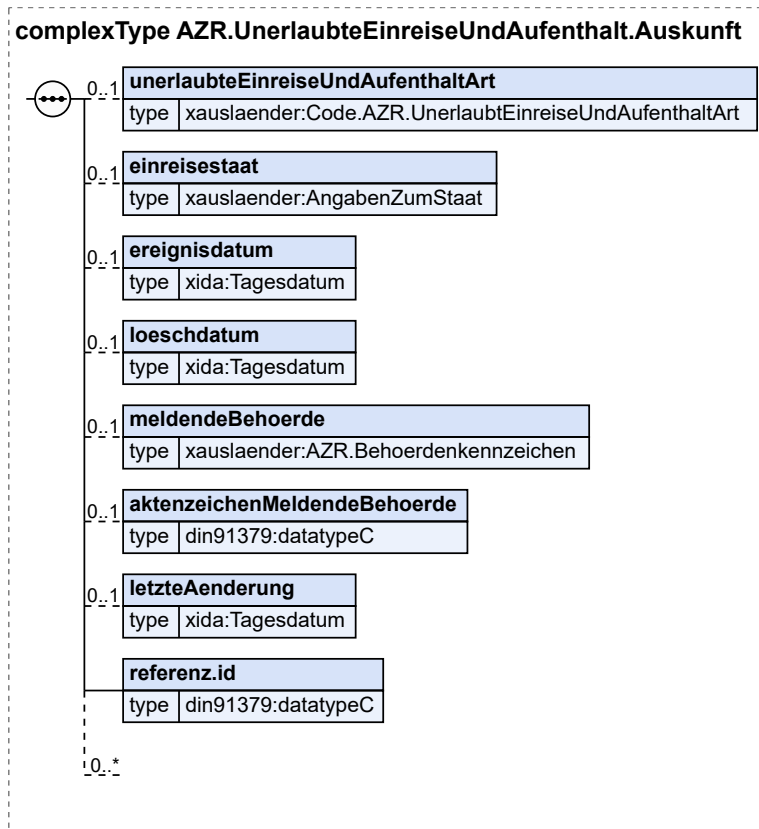 complexType AZR.UnerlaubteEinreiseUndAufenthalt.Auskunft
0..1 unerlaubteEinreiseUndAufenthaltArt
type xauslaender:Code.AZR.UnerlaubtEinreiseUndAufenthaltArt
0..1 einreisestaat
type xauslaender:AngabenZumStaat
0..1 ereignisdatum
type xida:Tagesdatum
0..1 loeschdatum
type xida:Tagesdatum
0..1 meldendeBehoerde
type xauslaender:AZR.Behoerdenkennzeichen
0..1 aktenzeichenMeldendeBehoerde
type din91379:datatypeC
0..1 letzteAenderung
type xida:Tagesdatum
referenz.id
type din91379:datatypeC
0..*